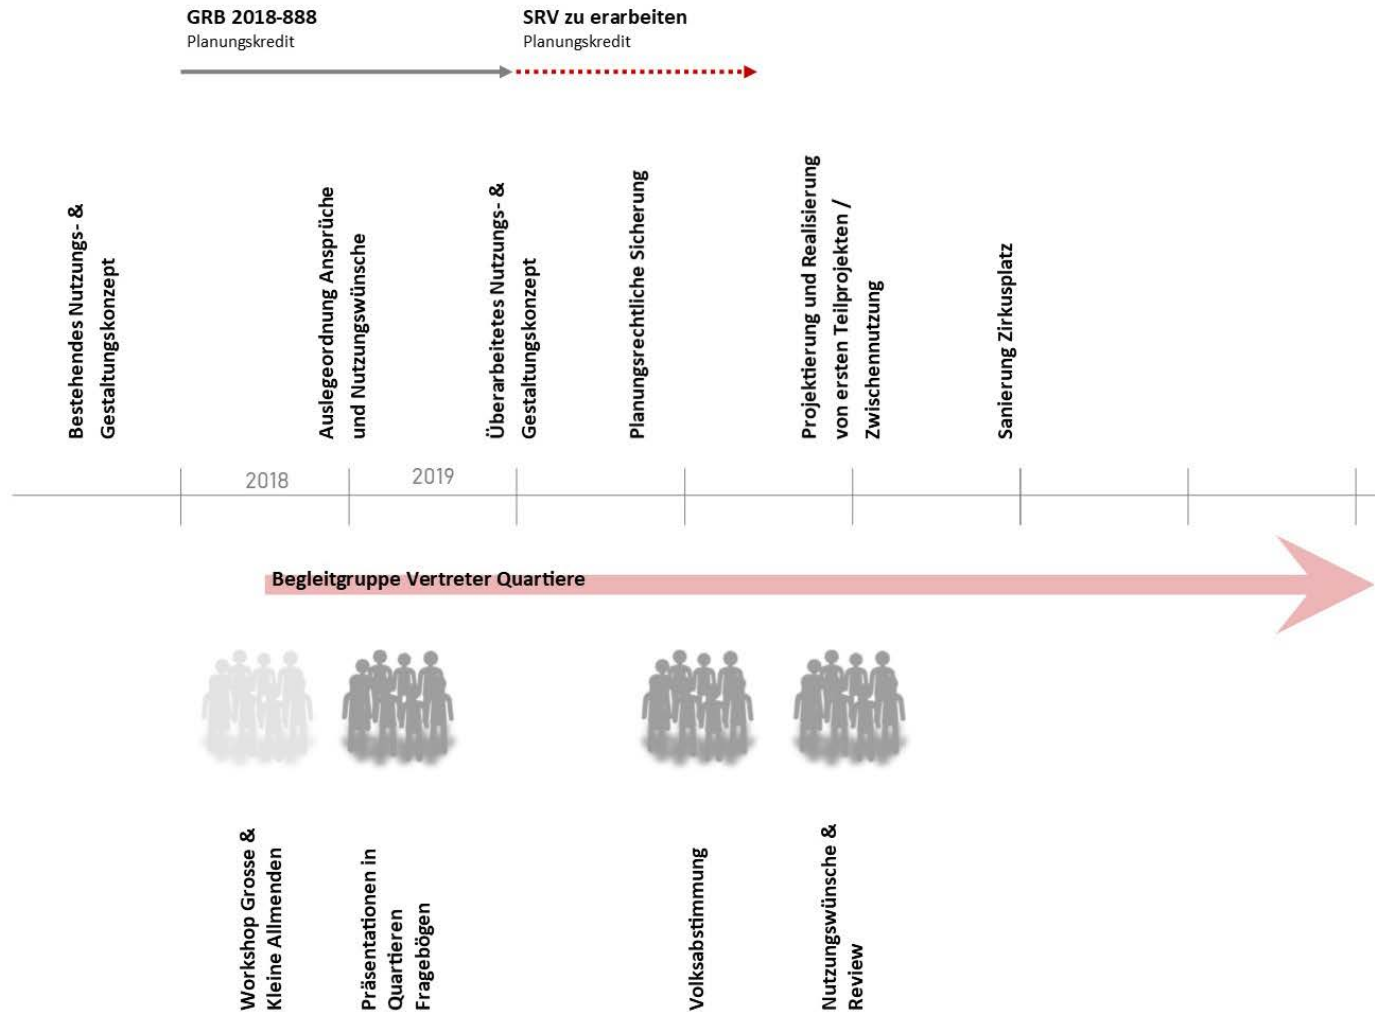 GRB 2018-888
Planungskredit
SRV zu erarbeiten
Planungskredit
Bestehendes Nutzungs- &
Gestaltungskonzept
Auslegeordnung Ansprüche
und Nutzungswünsche
Überarbeitetes Nutzungs- &
Gestaltungskonzept
Planungsrechtliche Sicherung
Projektierung und Realisierung
von ersten Teilprojekten /
Zwischennutzung
Sanierung Zirkusplatz
2018
2019
Begleitgruppe Vertreter Quartiere
Workshop Grosse &
Kleine Allmenden
Präsentationen in
Quartieren
Fragebögen
Volksabstimmung
Nutzungswünsche &
Review